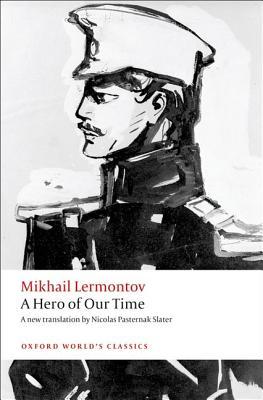 Mikhail Lermontov
A Hero of Our Time
A new translation by Nicolas Pasternak Slater
OXFORD WORLD'S CLASSICS